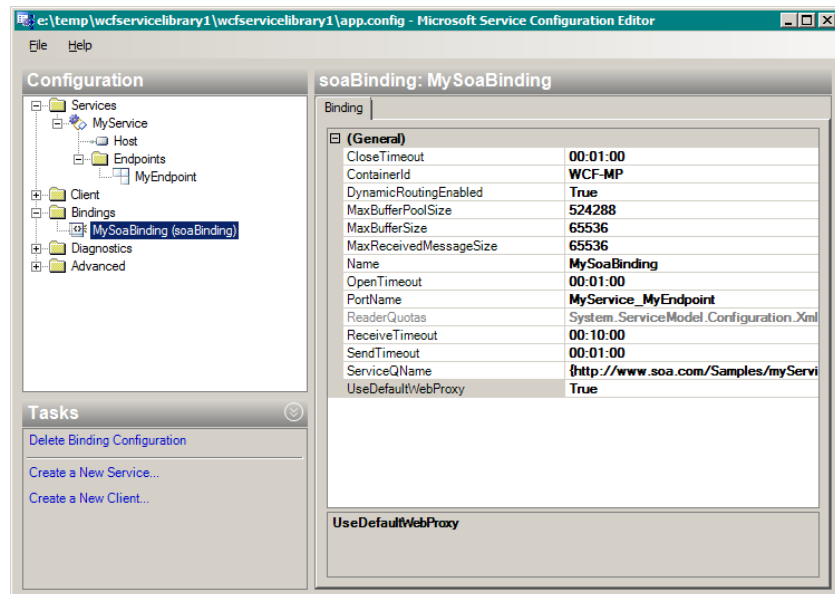 e:\temp\wcfservicelibrary1\wcfservicelibrary1\app.config - Microsoft Service Configuration Editor
File Help
Configuration
Services
MyService
Host
Endpoints
MyEndpoint
Client
Bindings
MySoaBinding (soaBinding)
Diagnostics
Advanced
Tasks
Delete Binding Configuration
Create a New Service...
Create a New Client...
soaBinding: MySoaBinding
Binding
(General)
CloseTimeout 00:01:00
ContainerId WCF-MP
DynamicRoutingEnabled True
MaxBufferPoolSize 524288
MaxBufferSize 65536
MaxReceivedMessageSize 65536
Name MySoaBinding
OpenTimeout 00:01:00
PortName MyService_MyEndpoint
ReaderQuotas System.ServiceModel.Configuration.Xml
ReceiveTimeout 00:10:00
SendTimeout 00:01:00
ServiceQName {http://www.soa.com/Samples/myServi
UseDefaultWebProxy True
UseDefaultWebProxy